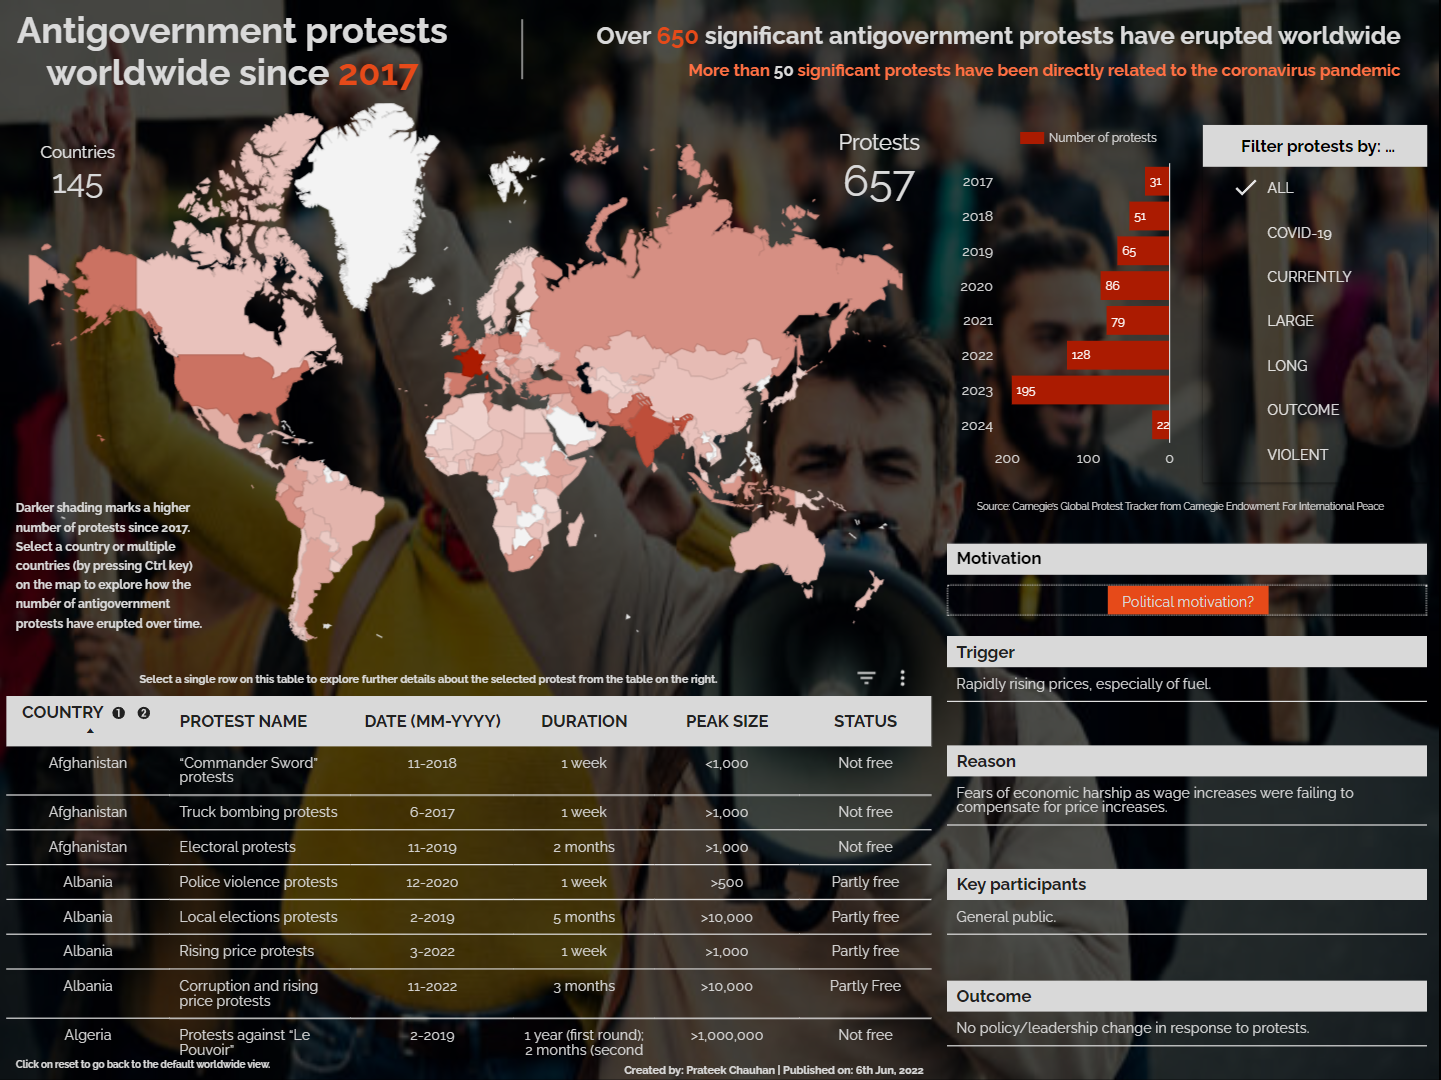 Antigovernment protests
worldwide since 2017
Over 650 significant antigovernment protests have erupted worldwide
More than 50 significant protests have been directly related to the coronavirus pandemic
Countries
145
Protests
657
Number of protests
2017 31
2018 51
2019 65
2020 86
2021 79
2022 128
2023 195
2024 22
200 100 0
Filter protests by: ...
ALL
COVID-19
CURRENTLY
LARGE
LONG
OUTCOME
VIOLENT
Source: Carnegie's Global Protest Tracker from Carnegie Endowment For International Peace
Darker shading marks a higher
number of protests since 2017.
Select a country or multiple
countries (by pressing Ctrl key)
on the map to explore how the
number of antigovernment
protests have erupted over time.
Select a single row on this table to explore further details about the selected protest from the table on the right.
COUNTRY 1 2 PROTEST NAME DATE (MM-YYYY) DURATION PEAK SIZE STATUS
Afghanistan "Commander Sword" 11-2018 1 week <1,000 Not free
protests
Afghanistan Truck bombing protests 6-2017 1 week >1,000 Not free
Afghanistan Electoral protests 11-2019 2 months >1,000 Not free
Albania Police violence protests 12-2020 1 week >500 Partly free
Albania Local elections protests 2-2019 5 months >10,000 Partly free
Albania Rising price protests 3-2022 1 week >1,000 Partly free
Albania Corruption and rising 11-2022 3 months >10,000 Partly Free
price protests
Algeria Protests against "Le 2-2019 1 year (first round); >1,000,000 Not free
Pouvoir" 2 months (second
Click on reset to go back to the default worldwide view.
Created by: Prateek Chauhan | Published on: 6th Jun, 2022
Motivation
Political motivation?
Trigger
Rapidly rising prices, especially of fuel.
Reason
Fears of economic harship as wage increases were failing to
compensate for price increases.
Key participants
General public.
Outcome
No policy/leadership change in response to protests.